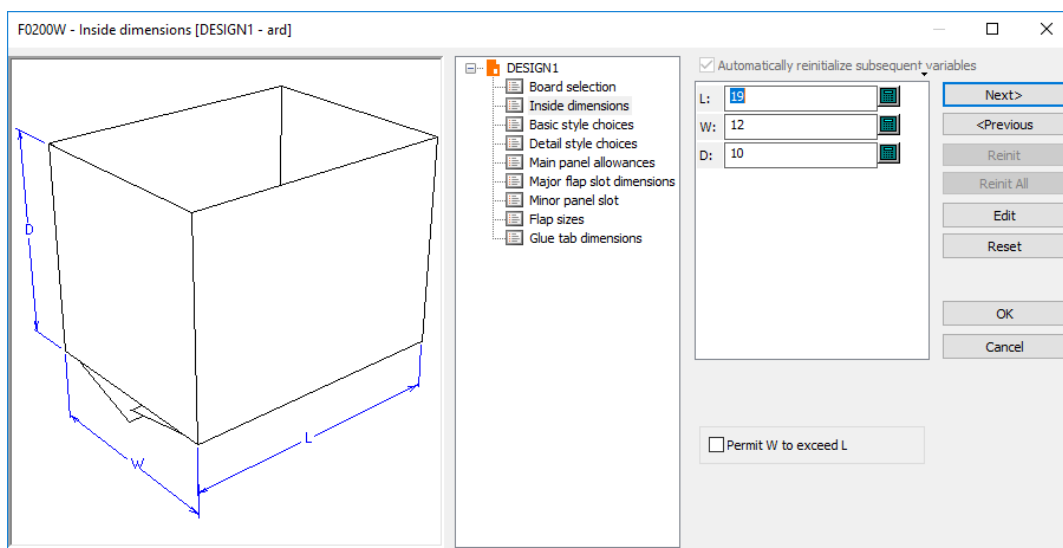 F0200W - Inside dimensions [DESIGN1 - ard]
D
W
L
DESIGN1
Board selection
Inside dimensions
Basic style choices
Detail style choices
Main panel allowances
Major flap slot dimensions
Minor panel slot
Flap sizes
Glue tab dimensions
Automatically reinitialize subsequent variables
L: 19
W: 12
D: 10
Permit W to exceed L
Next>
<Previous
Reinit
Reinit All
Edit
Reset
OK
Cancel